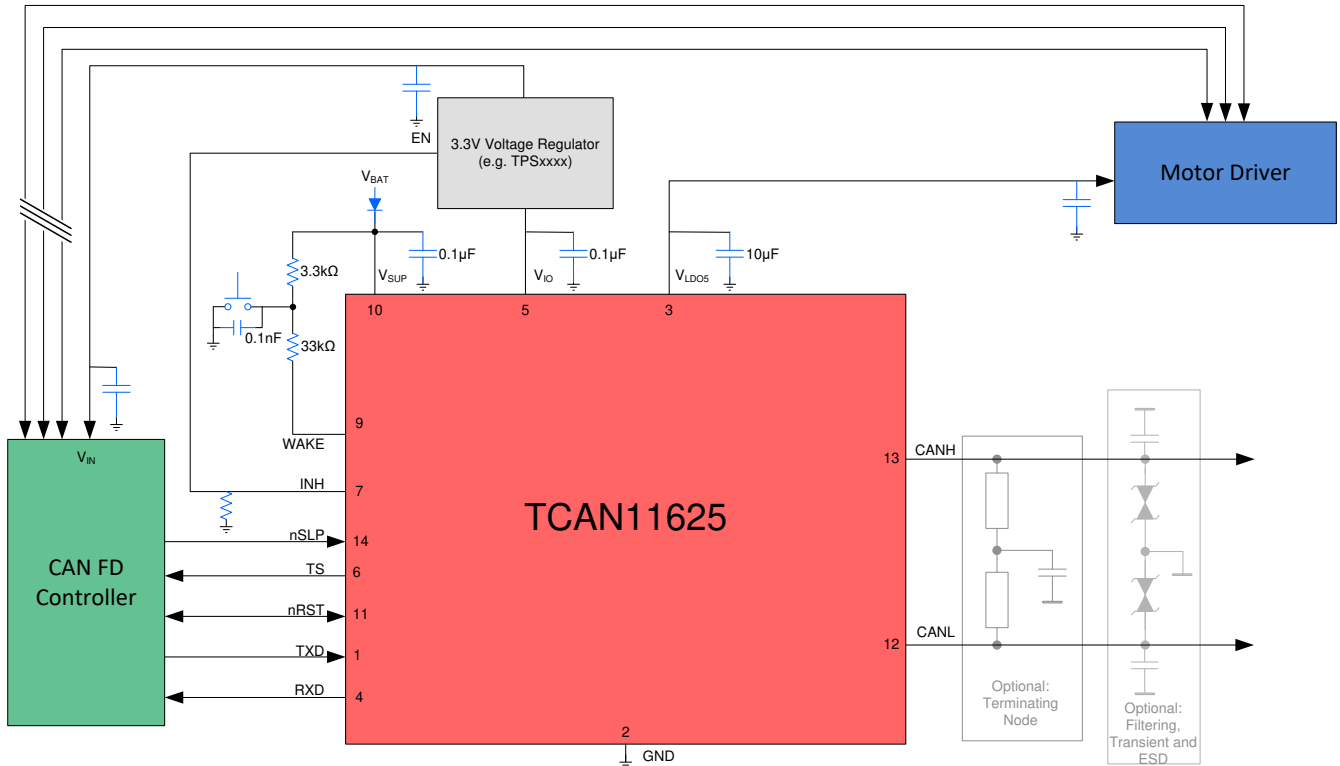 EN
3.3V Voltage Regulator
(e.g. TPSxxxx)
Motor Driver
VBAT
3.3kΩ
0.1µF
0.1µF
10µF
VSUP
VIO
VLDO5
10
5
3
0.1nF
33kΩ
9
WAKE
VIN
INH
7
CAN FD
Controller
nSLP
14
TS
6
nRST
11
TXD
1
RXD
4
TCAN11625
13
CANH
12
CANL
2
GND
Optional:
Terminating
Node
Optional:
Filtering,
Transient and
ESD